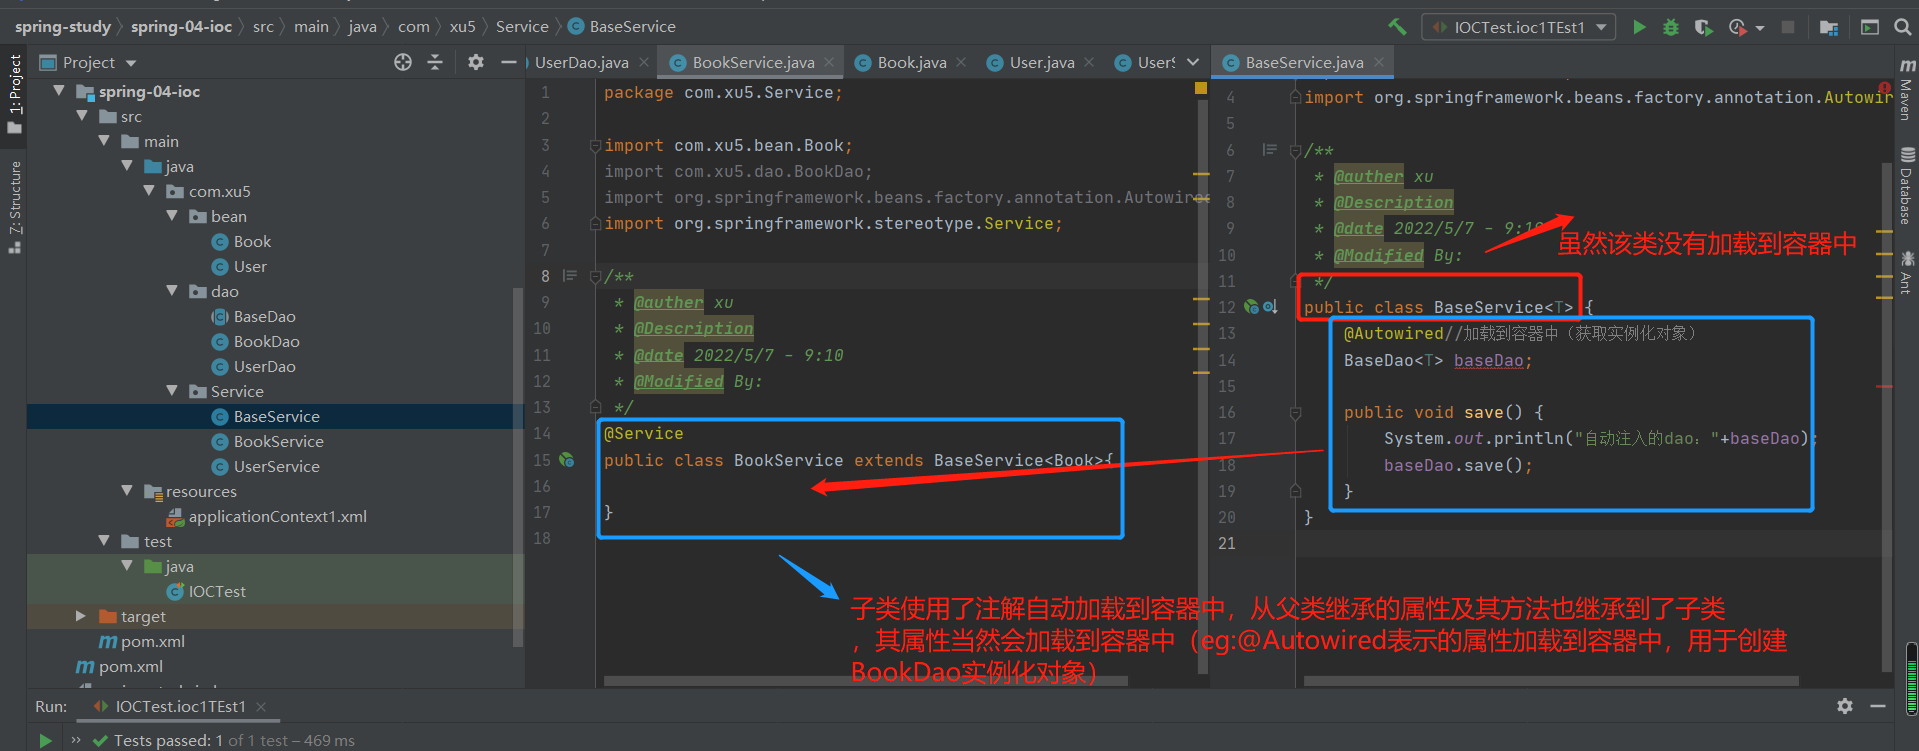 spring-study spring-04-ioc src main java com xu5 Service BaseService IOCTest.ioc1TEst1
Project
UserDao.java BookService.java Book.java User.java BaseService.java
1: Project
7: Structure
spring-04-ioc
src
main
java
com.xu5
bean
Book
User
dao
BaseDao
BookDao
UserDao
Service
BaseService
BookService
UserService
resources
applicationContext1.xml
test
java
IOCTest
target
pom.xml
pom.xml
1 package com.xu5.Service;
2
3 import com.xu5.bean.Book;
4 import com.xu5.dao.BookDao;
5 import org.springframework.beans.factory.annotation.Autowired
6 import org.springframework.stereotype.Service;
7
8 /**
9 * @auther xu
10 * @Description
11 * @date 2022/5/7 - 9:10
12 * @Modified By:
13 */
14 @Service
15 public class BookService extends BaseService<Book>{
16
17 }
18
子类使用了注解自动加载到容器中，从父类继承的属性及其方法也继承到了子类
，其属性当然会加载到容器中（eg:@Autowired表示的属性加载到容器中，用于创建
BookDao实例化对象）
4 import org.springframework.beans.factory.annotation.Autowir
5
6 /**
7 * @auther xu
8 * @Description
9 * @date 2022/5/7 - 9:10
虽然该类没有加载到容器中
10 * @Modified By:
11 */
12 public class BaseService<T> {
13 @Autowired//加载到容器中（获取实例化对象）
14 BaseDao<T> baseDao;
15
16 public void save() {
17 System.out.println("自动注入的dao："+baseDao);
18 baseDao.save();
19 }
20 }
21
Maven
Database
Ant
Run: IOCTest.ioc1TEst1
Tests passed: 1 of 1 test – 469 ms